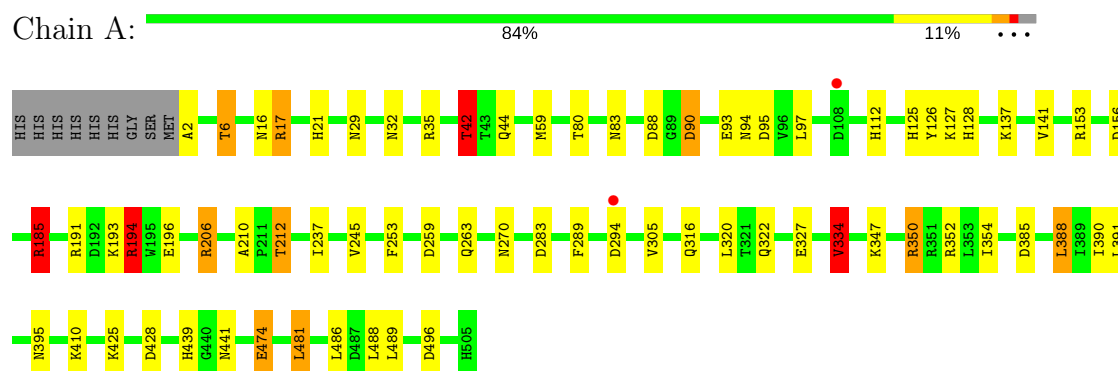 Chain A:
84% 11% • • •
HIS HIS HIS HIS HIS HIS GLY SER MET A2 T6 N16 R17 H21 N29 N32 R35 T42 T43 Q44 M59 T80 N83 D88 G89 D90 E93 N94 D95 V96 L97 D108 H112 H125 Y126 K127 H128 K137 V141 R153
R185 R191 D192 K193 R194 W195 E196 R206 A210 P211 T212 I237 V245 F253 D259 Q263 N270 D283 F289 D294 V305 Q316 L320 T321 Q322 E327 V334 K347 R350 R351 R352 L353 I354 D385 L388 I389 I390
N395 K410 K425 D428 H439 G440 N441 E474 L481 L486 D487 L488 L489 D496 H505